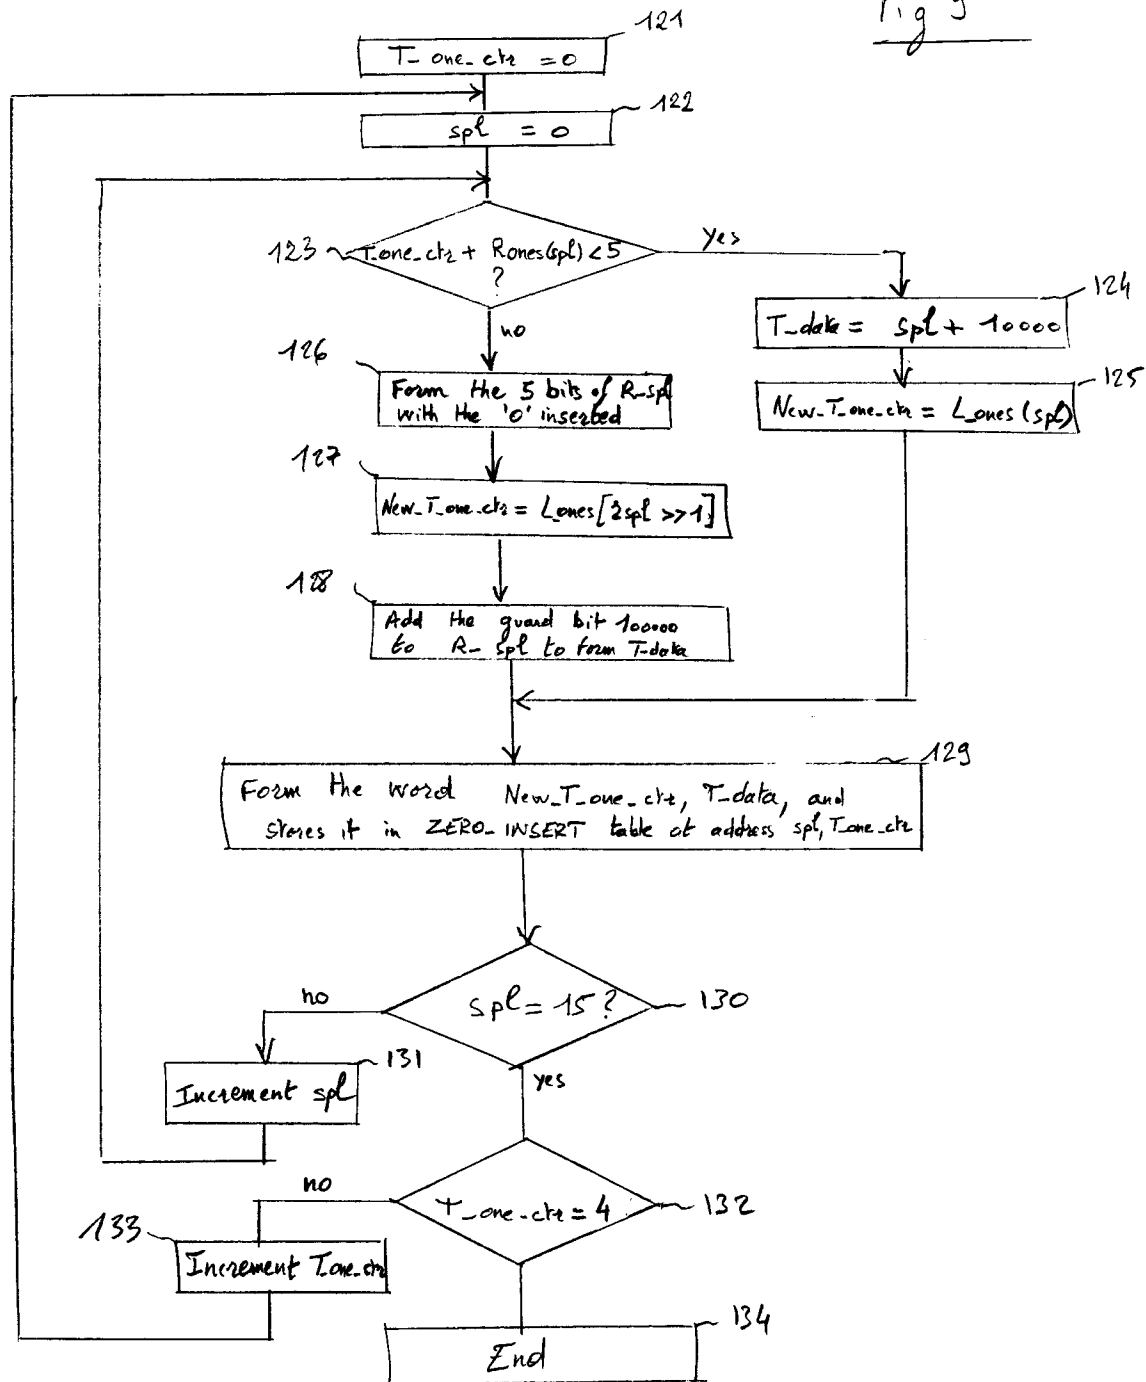 Fig 9
121
T_one_ctr = 0
122
spl = 0
123
T_one_ctr + Rones(spl) < 5
?
yes
no
124
T_data = spl + 10000
125
New_T_one_ctr = L_ones(spl)
126
Form the 5 bits of R_spl
with the '0' inserted
127
New_T_one_ctr = L_ones[rspl >> 1]
128
Add the guard bit 100000
to R_spl to form T_data
129
Form the word New_T_one_ctr, T_data, and
stores it in ZERO_INSERT table at address spl, T_one_ctr
spl = 15 ?
130
no
yes
131
Increment spl
T_one_ctr = 4
132
no
133
Increment T_one_ctr
134
End